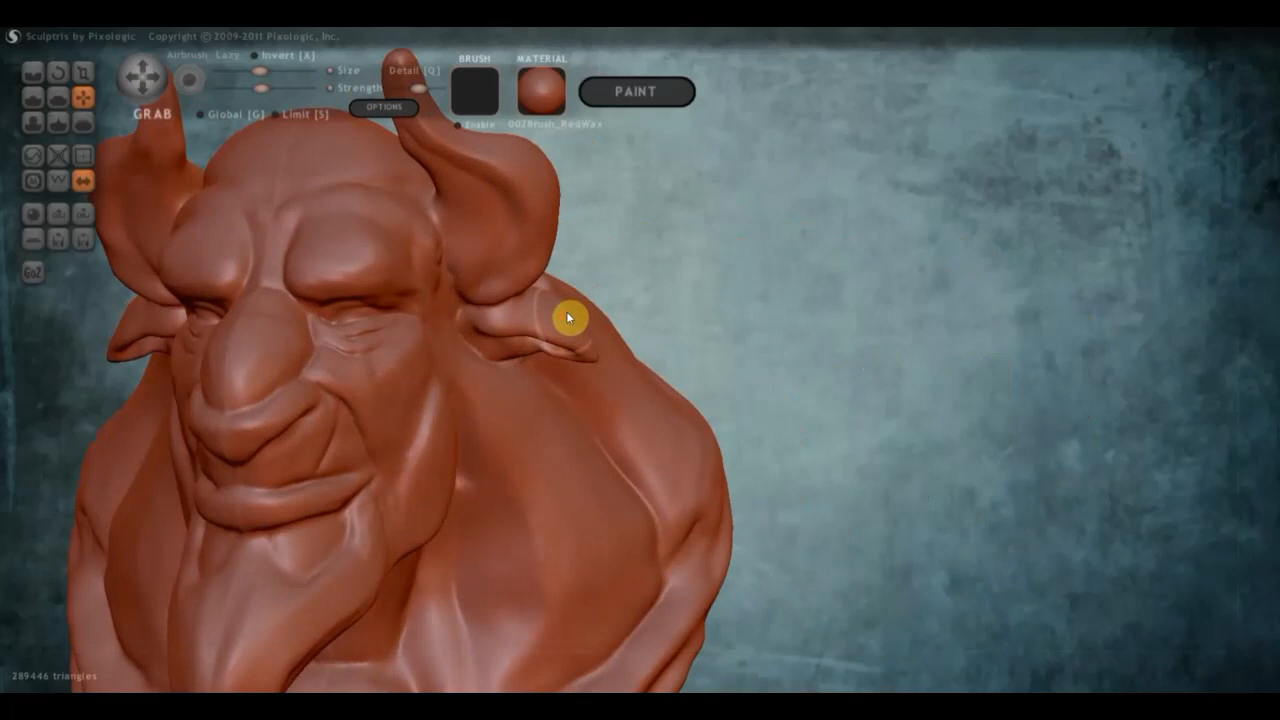 Sculptris by Pixologic Copyright © 2009-2011 Pixologic, Inc.
Airbrush Lazy Invert [X]
Size Detail [Q]
Strength
GRAB Global [G] Limit [S]
OPTIONS
BRUSH
Enable
MATERIAL
002Brush_RedWax
PAINT
GoZ
289446 triangles